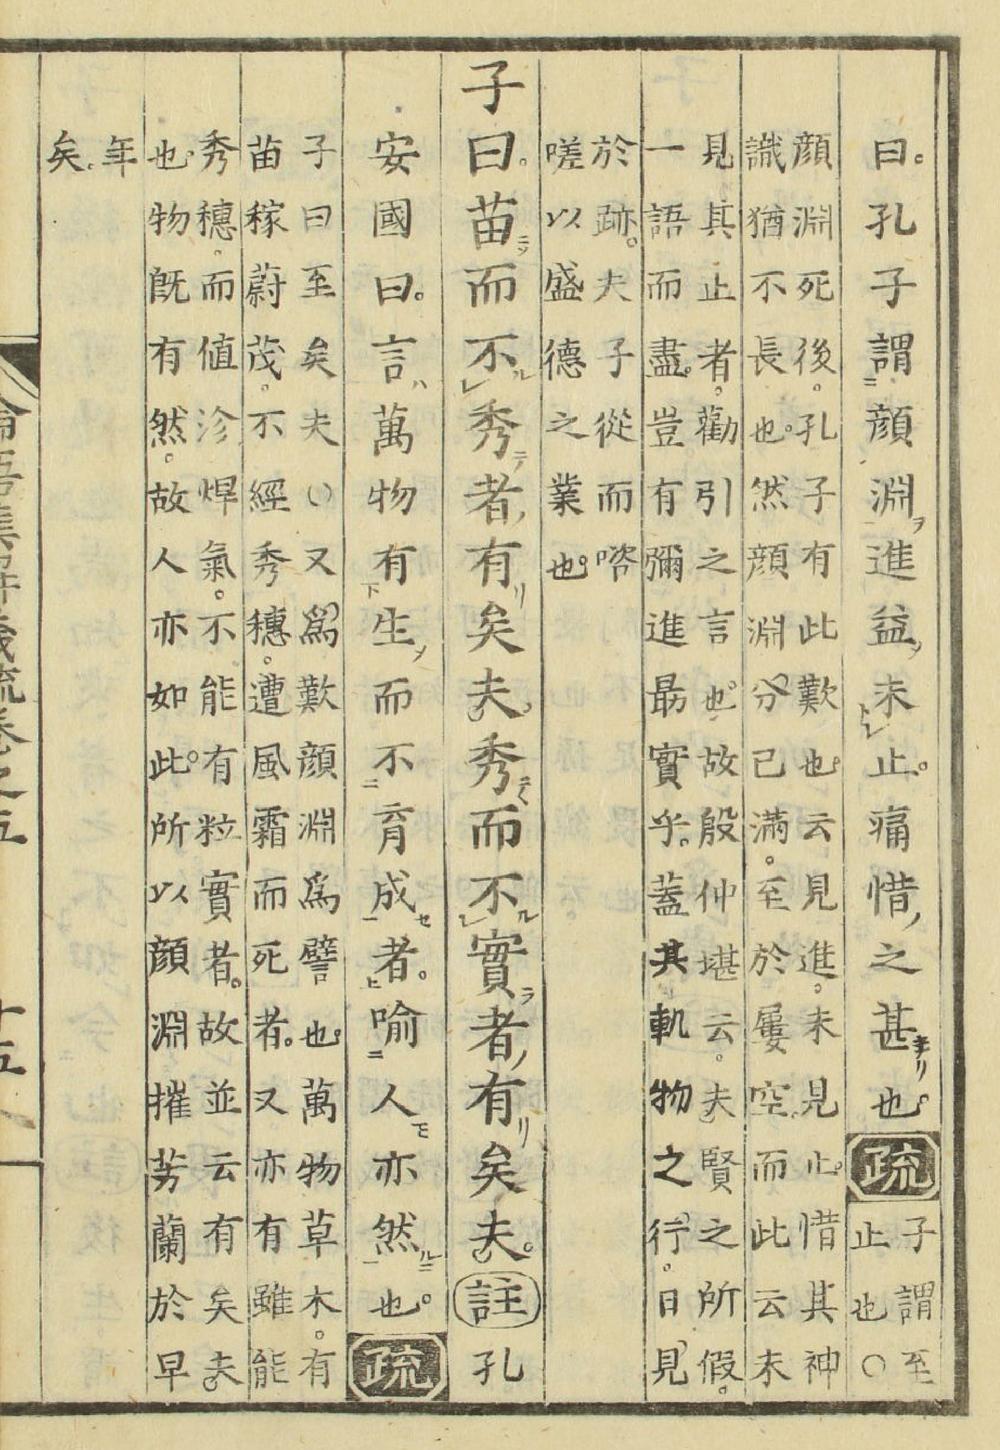 曰。孔子謂顏淵進益未止。痛惜之甚也。疏子謂至
止也○
顏淵死後。孔子有此歎也。云見進。未見止。惜其神
識猶不長也。然顏淵分已滿。至於屢空。而此云未
見其止者。勸引之言也。故殷仲堪云。夫賢之所假。
一語而盡。豈有彌進勗實乎。蓋其軌物之行。日見
於跡。夫子從而咨
嗟以盛德之業也。
子曰。苗而不秀者有矣夫。秀而不實者有矣夫。註孔
安國曰。言萬物有生而不育成者。喻人亦然也。疏
子曰至矣夫○又爲歎顏淵爲譬也。萬物草木。有
苗稼蔚茂。不經秀穗。遭風霜而死者。又亦有雖能
秀穗。而値沴焊氣。不能有粒實者。故並云有矣夫
也。物旣有然。故人亦如此。所以顏淵摧芳蘭於早
年
矣。